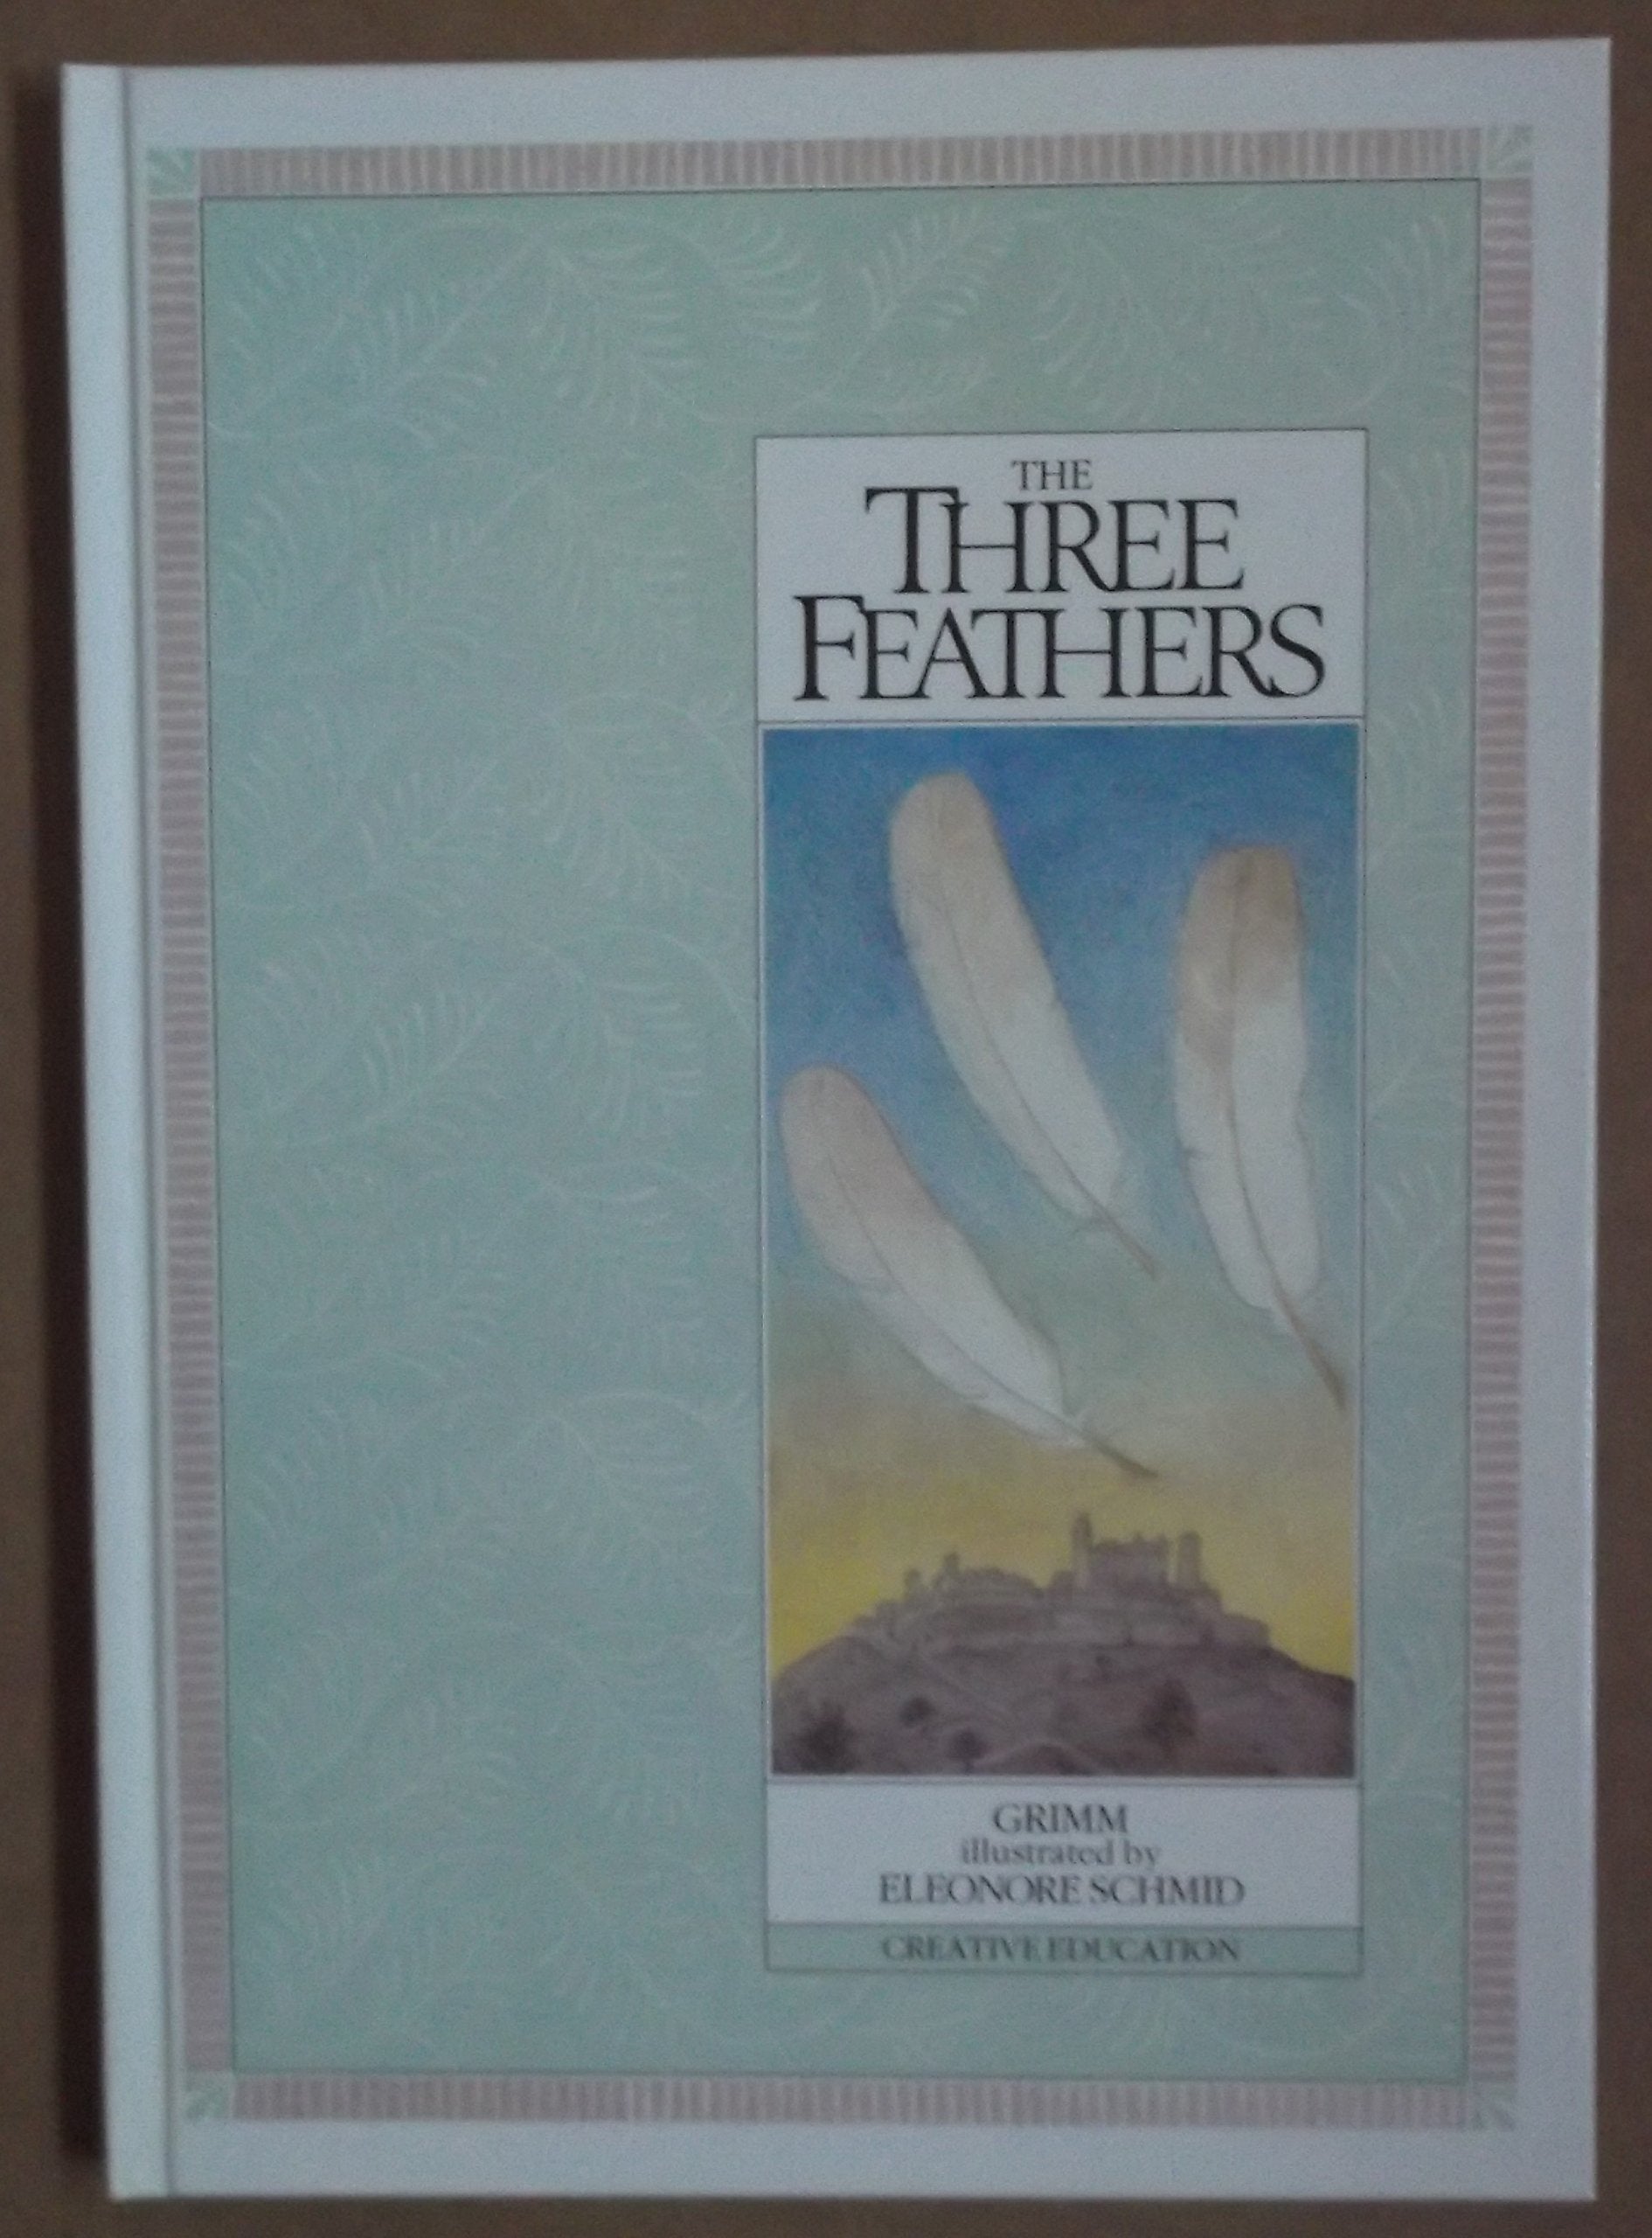 THE
THREE
FEATHERS
GRIMM
illustrated by
ELEONORE SCHMID
CREATIVE EDUCATION